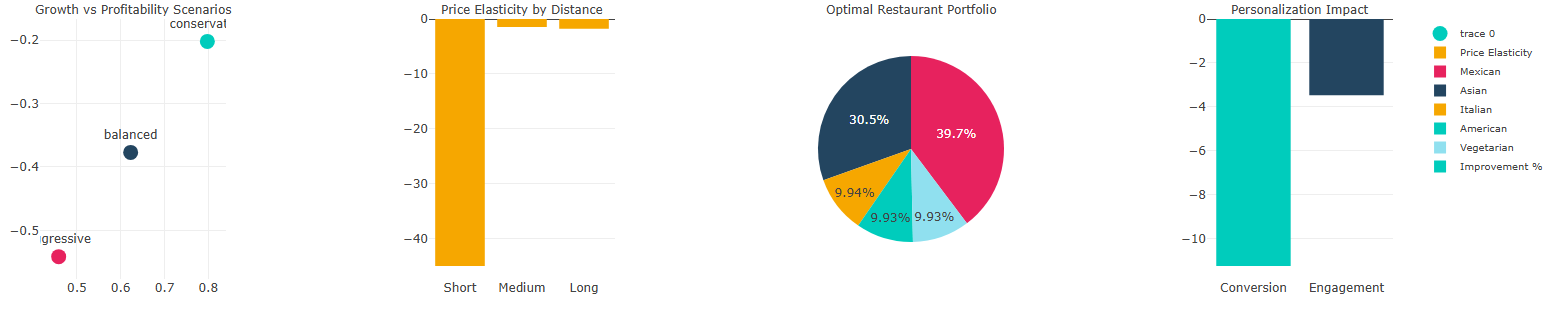 Growth vs Profitability Scenarios
conservat
−0.2
−0.3
balanced
−0.4
−0.5
gressive
0.5 0.6 0.7 0.8
Price Elasticity by Distance
0
−10
−20
−30
−40
Short Medium Long
Optimal Restaurant Portfolio
39.7%
30.5%
9.94%
9.93%
9.93%
Personalization Impact
0
−2
−4
−6
−8
−10
Conversion Engagement
trace 0
Price Elasticity
Mexican
Asian
Italian
American
Vegetarian
Improvement %